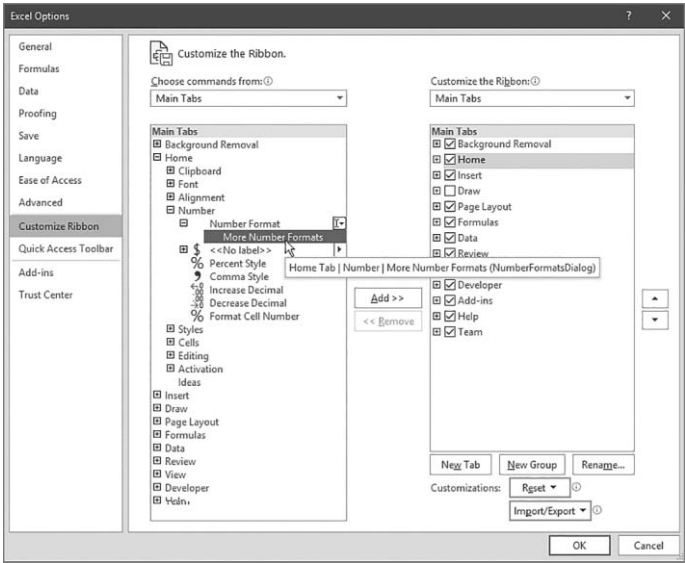 Excel Options
?
×
General
Formulas
Data
Proofing
Save
Language
Ease of Access
Advanced
Customize Ribbon
Quick Access Toolbar
Add-ins
Trust Center
Customize the Ribbon.
Choose commands from:
Main Tabs
Main Tabs
Background Removal
Home
Clipboard
Font
Alignment
Number
Number Format
More Number Formats
$ <<No label>>
% Percent Style
Comma Style
Increase Decimal
Decrease Decimal
% Format Cell Number
Styles
Cells
Editing
Activation
Ideas
Insert
Draw
Page Layout
Formulas
Data
Review
View
Developer
Home Tab | Number | More Number Formats (NumberFormatsDialog)
Add >>
<< Remove
Customize the Ribbon:
Main Tabs
Main Tabs
Background Removal
Home
Insert
Draw
Page Layout
Formulas
Data
Review
Developer
Add-ins
Help
Team
New Tab
New Group
Rename...
Customizations:
Reset
Import/Export
OK
Cancel